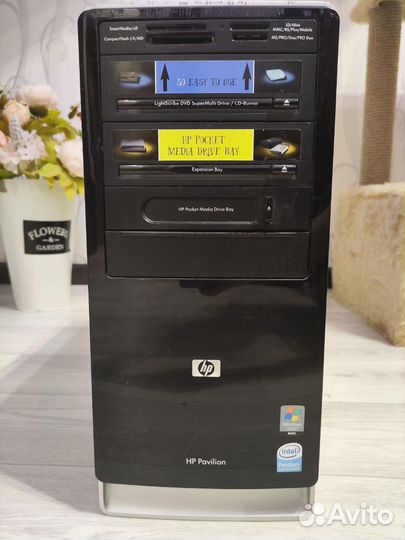 SmartMedia/xD
CompactFlash I/II/MD
SD/Mini
MMC/RS/Plus/Mobile
MS/PRO/Duo/PRO Duo
SO EASY TO USE
LightScribe DVD SuperMulti Drive / CD-Burner
HP POCKET
MEDIA DRIVE BAY
Expansion Bay
HP Pocket Media Drive Bay
FLOWERS
&
GARDEN
hp
Windows
intel
Pentium
HP Pavilion
Avito